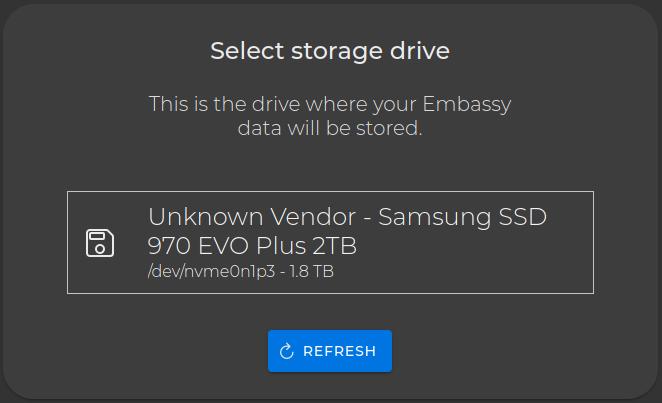 Select storage drive
This is the drive where your Embassy
data will be stored.
Unknown Vendor - Samsung SSD
970 EVO Plus 2TB
/dev/nvme0n1p3 - 1.8 TB
REFRESH